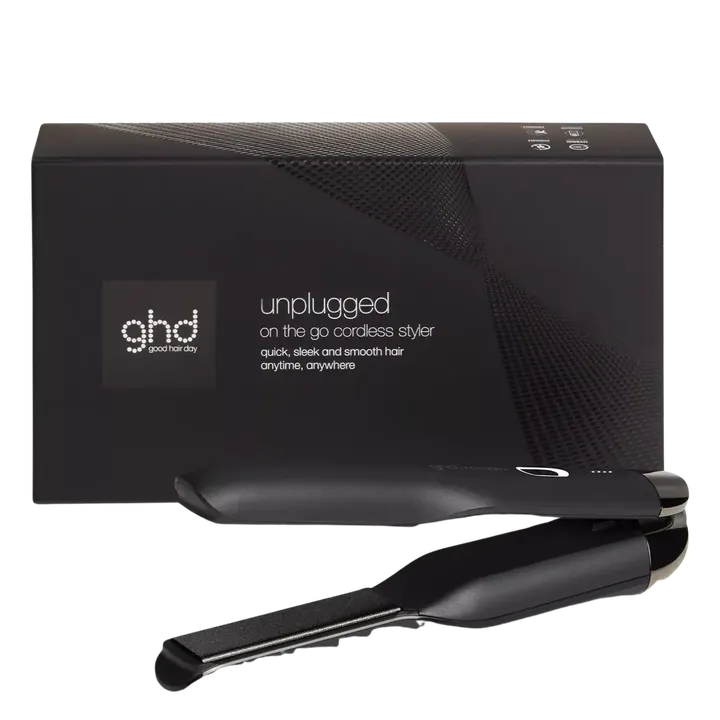 ghd
good hair day
unplugged
on the go cordless styler
quick, sleek and smooth hair
anytime, anywhere